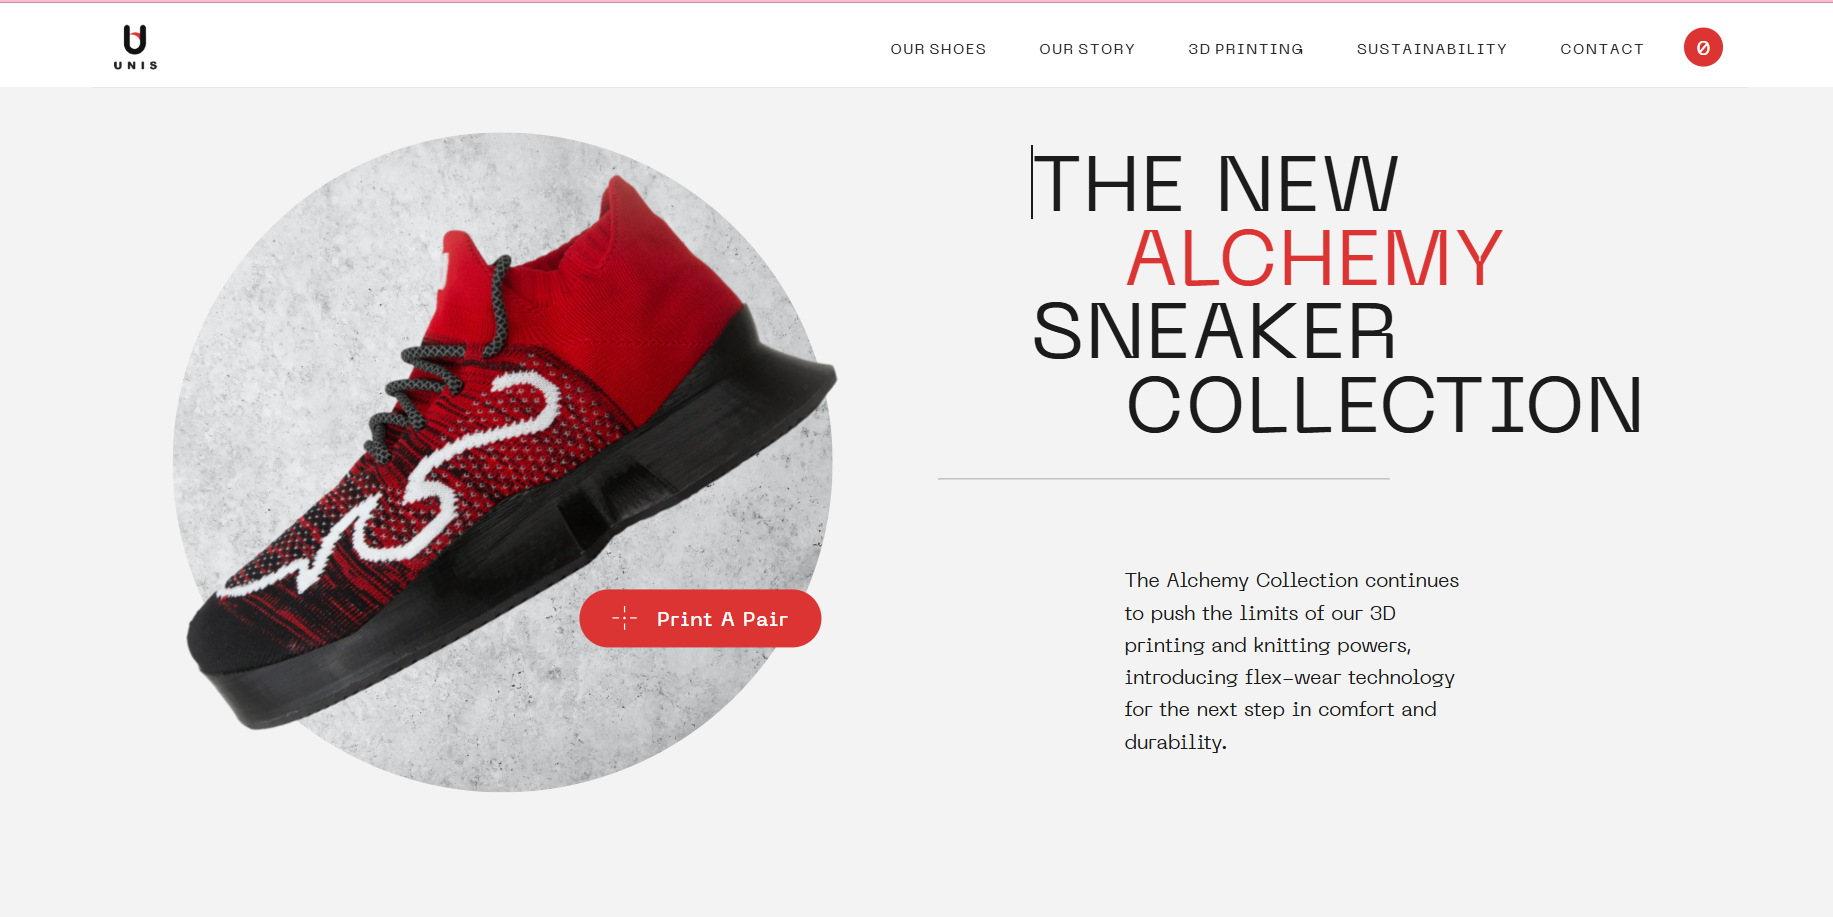 UNIS
OUR SHOES
OUR STORY
3D PRINTING
SUSTAINABILITY
CONTACT
0
THE NEW
ALCHEMY
SNEAKER
COLLECTION
Print A Pair
The Alchemy Collection continues
to push the limits of our 3D
printing and knitting powers,
introducing flex-wear technology
for the next step in comfort and
durability.